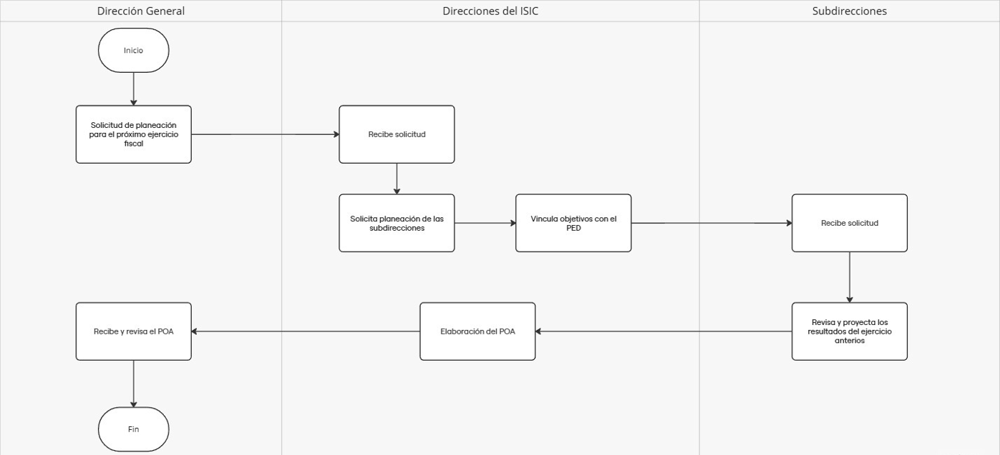 Dirección General
Direcciones del ISIC
Subdirecciones
Inicio
Solicitud de planeación
para el próximo ejercicio
fiscal
Recibe solicitud
Solicita planeación de las
subdirecciones
Vincula objetivos con el
PED
Recibe solicitud
Recibe y revisa el POA
Elaboración del POA
Revisa y proyecta los
resultados del ejercicio
anterios
Fin